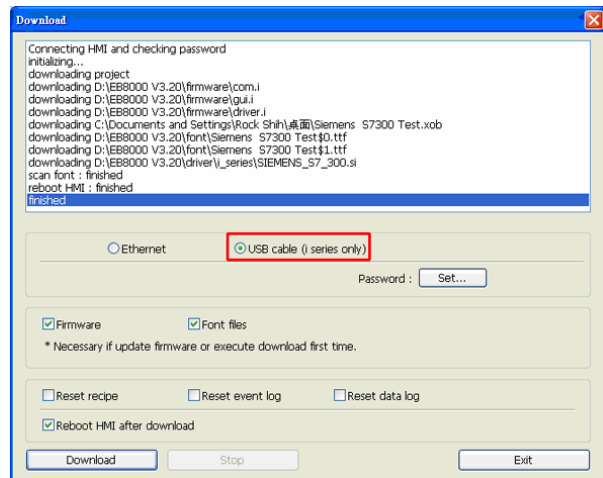 Download
Connecting HMI and checking password
initializing...
downloading project
downloading D:\EB8000 V3.20\firmware\com.i
downloading D:\EB8000 V3.20\firmware\gui.i
downloading D:\EB8000 V3.20\firmware\driver.i
downloading C:\Documents and Settings\Rock Shih\桌面\Siemens  S7300 Test.xob
downloading D:\EB8000 V3.20\font\Siemens  S7300 Test$0.ttf
downloading D:\EB8000 V3.20\font\Siemens  S7300 Test$1.ttf
downloading D:\EB8000 V3.20\driver\i_series\SIEMENS_S7_300.si
scan font : finished
reboot HMI : finished
finished
Ethernet USB cable (i series only)
Password : Set...
Firmware Font files
* Necessary if update firmware or execute download first time.
Reset recipe Reset event log Reset data log
Reboot HMI after download
Download Stop Exit